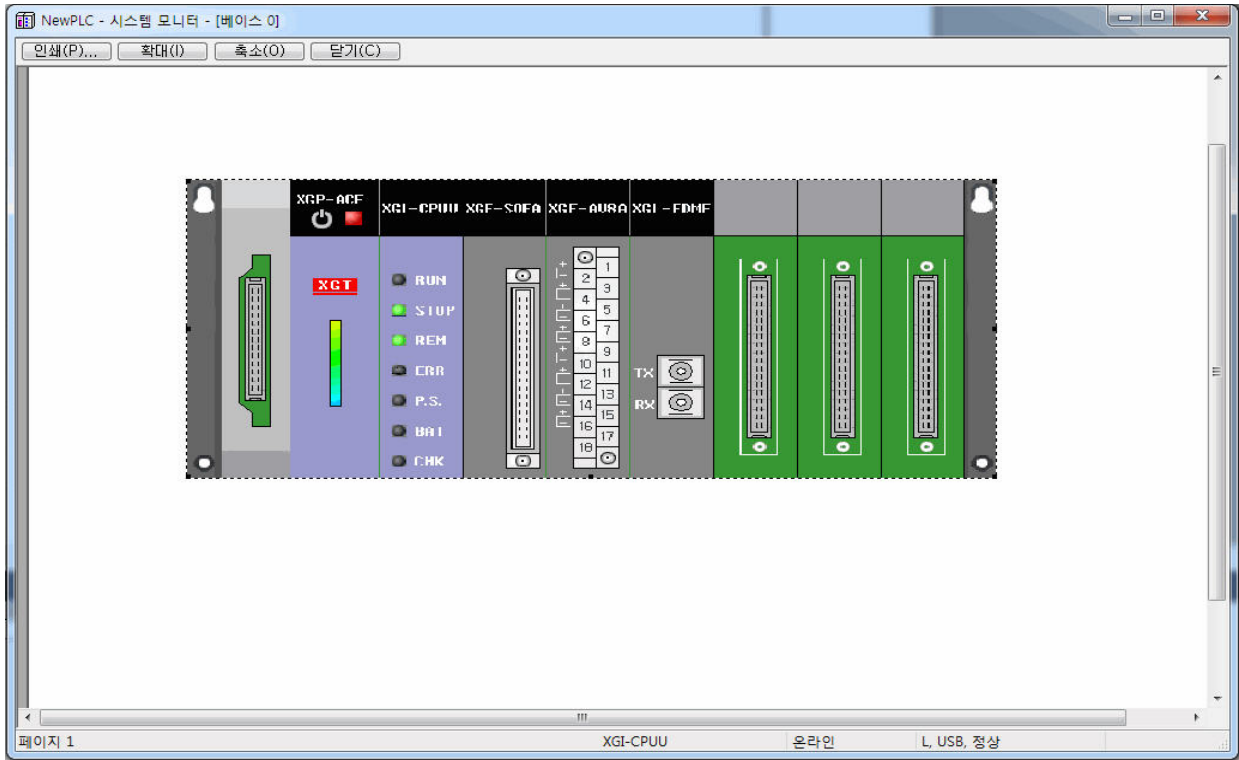 NewPLC - 시스템 모니터 - [베이스 0]
인쇄(P)... 확대(I) 축소(O) 닫기(C)
XGP-ACF XGI-CPUU XGF-SOEA XGF-AV8A XGL-FDMF
XGT
RUN
STOP
REM
ERR
P.S.
BAT
CHK
1
2
3
4
5
6
7
8
9
10
11
12
13
14
15
16
17
18
TX
RX
페이지 1 XGI-CPUU 온라인 L, USB, 정상